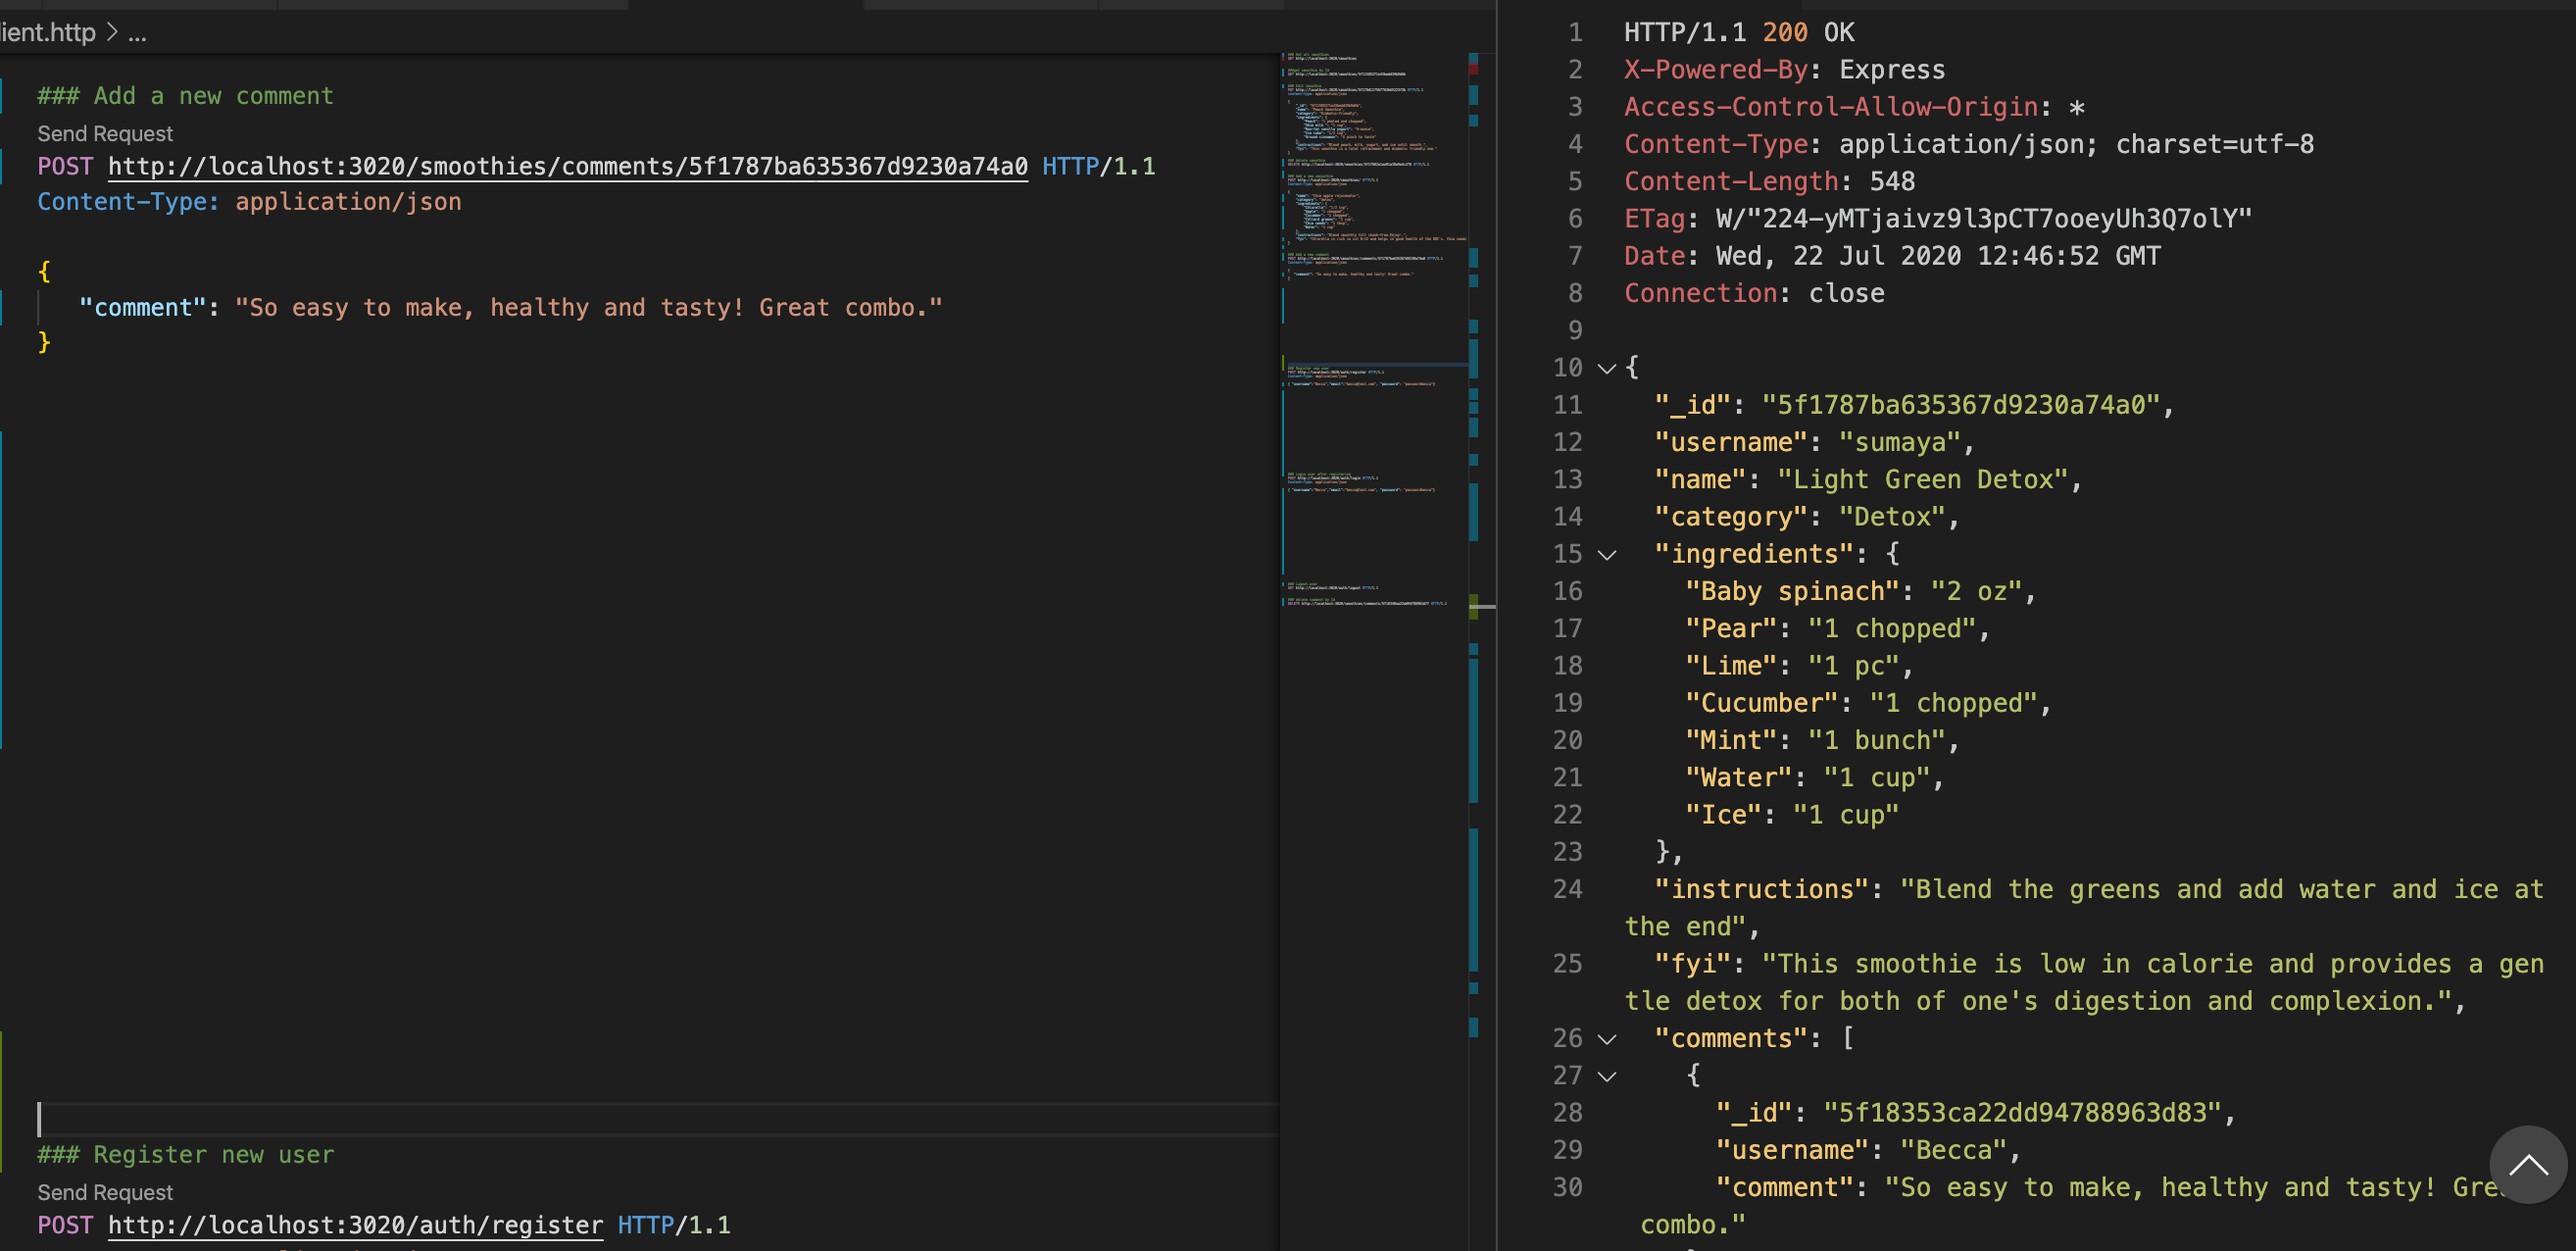 ient.http > ...
### Add a new comment
Send Request
POST http://localhost:3020/smoothies/comments/5f1787ba635367d9230a74a0 HTTP/1.1
Content-Type: application/json
{
"comment": "So easy to make, healthy and tasty! Great combo."
}
### Register new user
Send Request
POST http://localhost:3020/auth/register HTTP/1.1
1 HTTP/1.1 200 OK
2 X-Powered-By: Express
3 Access-Control-Allow-Origin: *
4 Content-Type: application/json; charset=utf-8
5 Content-Length: 548
6 ETag: W/"224-yMTjaivz9l3pCT7ooeyUh3Q7olY"
7 Date: Wed, 22 Jul 2020 12:46:52 GMT
8 Connection: close
9
10 {
11 "_id": "5f1787ba635367d9230a74a0",
12 "username": "sumaya",
13 "name": "Light Green Detox",
14 "category": "Detox",
15 "ingredients": {
16 "Baby spinach": "2 oz",
17 "Pear": "1 chopped",
18 "Lime": "1 pc",
19 "Cucumber": "1 chopped",
20 "Mint": "1 bunch",
21 "Water": "1 cup",
22 "Ice": "1 cup"
23 },
24 "instructions": "Blend the greens and add water and ice at
the end",
25 "fyi": "This smoothie is low in calorie and provides a gen
tle detox for both of one's digestion and complexion.",
26 "comments": [
27 {
28 "_id": "5f18353ca22dd94788963d83",
29 "username": "Becca",
30 "comment": "So easy to make, healthy and tasty! Gre
combo."